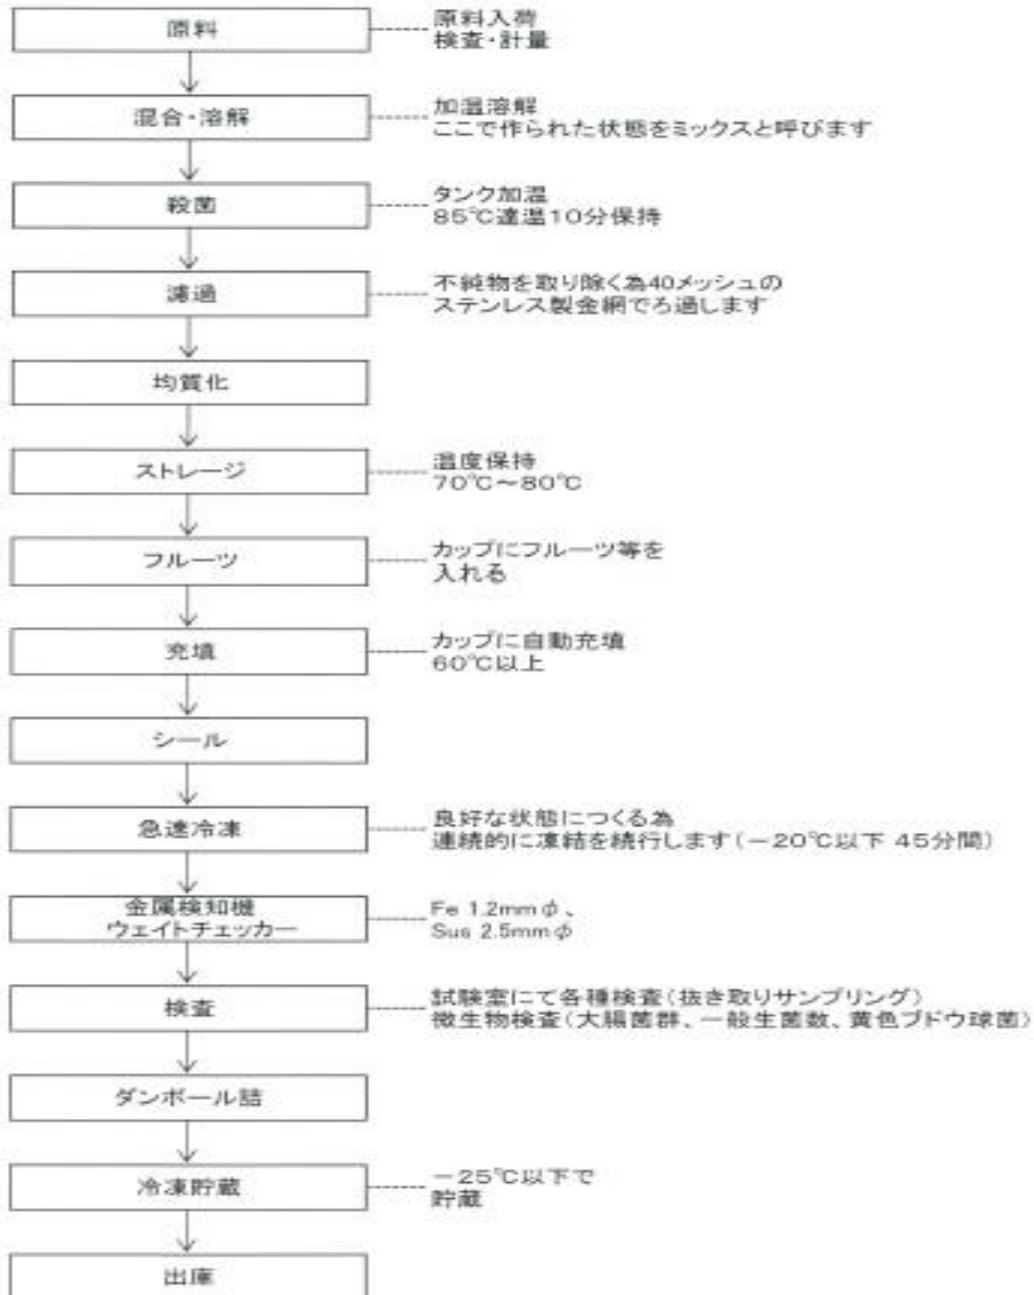 原料
原料入荷
検査・計量
混合・溶解
加温溶解
ここで作られた状態をミックスと呼びます
殺菌
タンク加温
85℃達温10分保持
濾過
不純物を取り除く為40メッシュの
ステンレス製金網でろ過します
均質化
ストレージ
温度保持
70℃～80℃
フルーツ
カップにフルーツ等を
入れる
充填
カップに自動充填
60℃以上
シール
急速冷凍
良好な状態につくる為
連続的に凍結を続行します(－20℃以下 45分間)
金属検知機
ウェイトチェッカー
Fe 1.2mmφ、
Sus 2.5mmφ
検査
試験室にて各種検査(抜き取りサンプリング)
微生物検査(大腸菌群、一般生菌数、黄色ブドウ球菌)
ダンボール詰
冷凍貯蔵
－25℃以下で
貯蔵
出庫